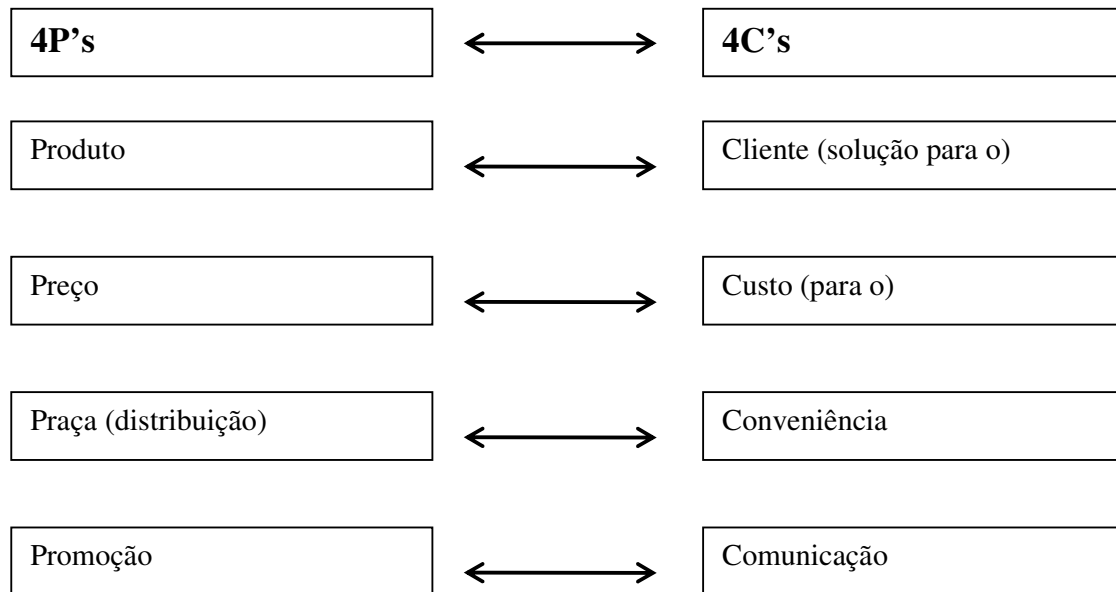 4P’s
4C’s
Produto
Cliente (solução para o)
Preço
Custo (para o)
Praça (distribuição)
Conveniência
Promoção
Comunicação